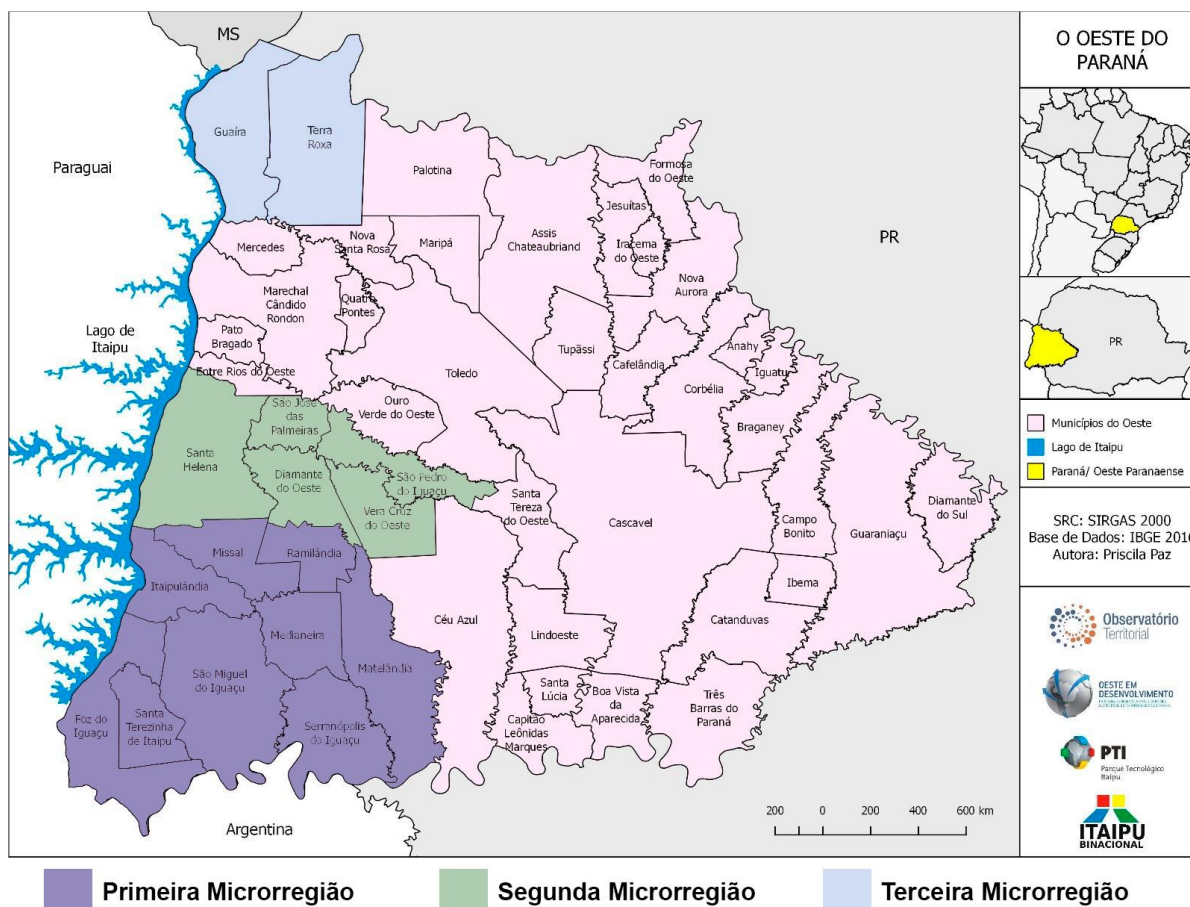 MS
Guaíra
Terra
Roxa
Paraguai
Palotina
Formosa
do Oeste
Jesuítas
Assis
Chateaubriand
Iracema
do Oeste
Nova
Aurora
PR
Mercedes
Nova
Santa Rosa
Maripá
Marechal
Cândido
Rondon
Quatro
Pontes
Pato
Bragado
Entre Rios do Oeste
Lago de
Itaipu
Toledo
Tupãssi
Cafelândia
Anahy
Iguatu
Corbélia
Braganey
Ouro
Verde do Oeste
São José
das
Palmeiras
Santa
Helena
Diamante
do Oeste
São Pedro
do Iguaçu
Vera Cruz
do Oeste
Santa
Tereza
do Oeste
Cascavel
Campo
Bonito
Guaraniaçu
Diamante
do Sul
Ibema
Catanduvas
Missal
Ramilândia
Itaipulândia
Medianeira
Matelândia
São Miguel
do Iguaçu
Foz do
Iguaçu
Santa
Terezinha
de Itaipu
Serranópolis
do Iguaçu
Céu Azul
Lindoeste
Santa
Lúcia
Boa Vista
da
Aparecida
Capitão
Leônidas
Marques
Três
Barras do
Paraná
Argentina
200 0 200 400 600 km
O OESTE DO
PARANÁ
PR
Municípios do Oeste
Lago de Itaipu
Paraná/ Oeste Paranaense
SRC: SIRGAS 2000
Base de Dados: IBGE 2016
Autora: Priscila Paz
Observatório
Territorial
OESTE EM
DESENVOLVIMENTO
PTI
Parque Tecnológico
Itaipu
ITAIPU
BINACIONAL
Primeira Microrregião
Segunda Microrregião
Terceira Microrregião